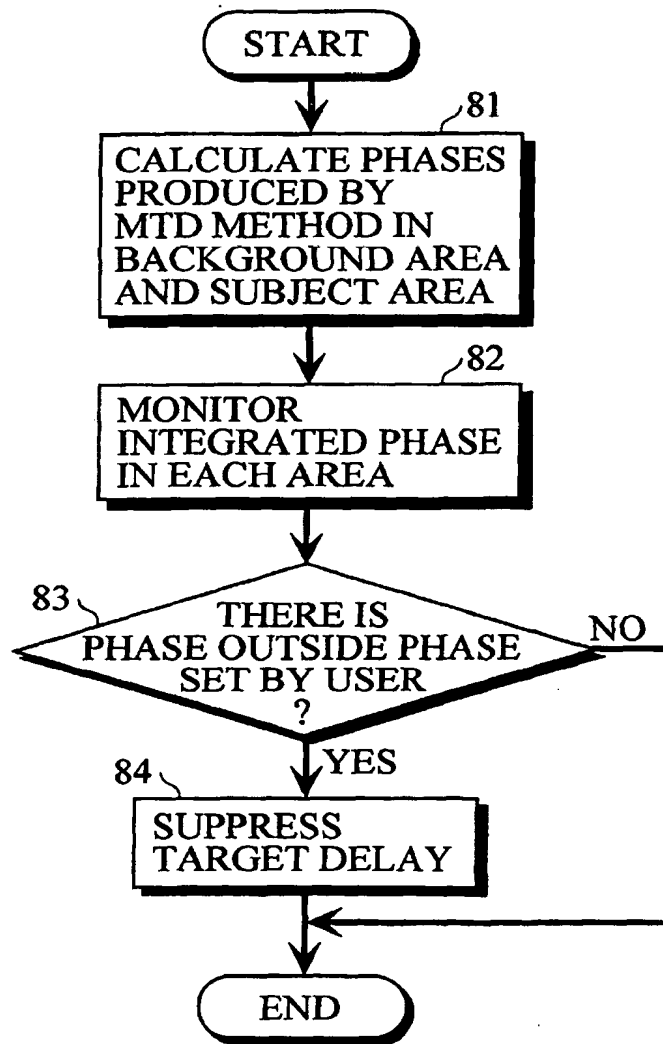 START
81
CALCULATE PHASES
PRODUCED BY
MTD METHOD IN
BACKGROUND AREA
AND SUBJECT AREA
82
MONITOR
INTEGRATED PHASE
IN EACH AREA
83
THERE IS
PHASE OUTSIDE PHASE
SET BY USER
?
NO
YES
84
SUPPRESS
TARGET DELAY
END